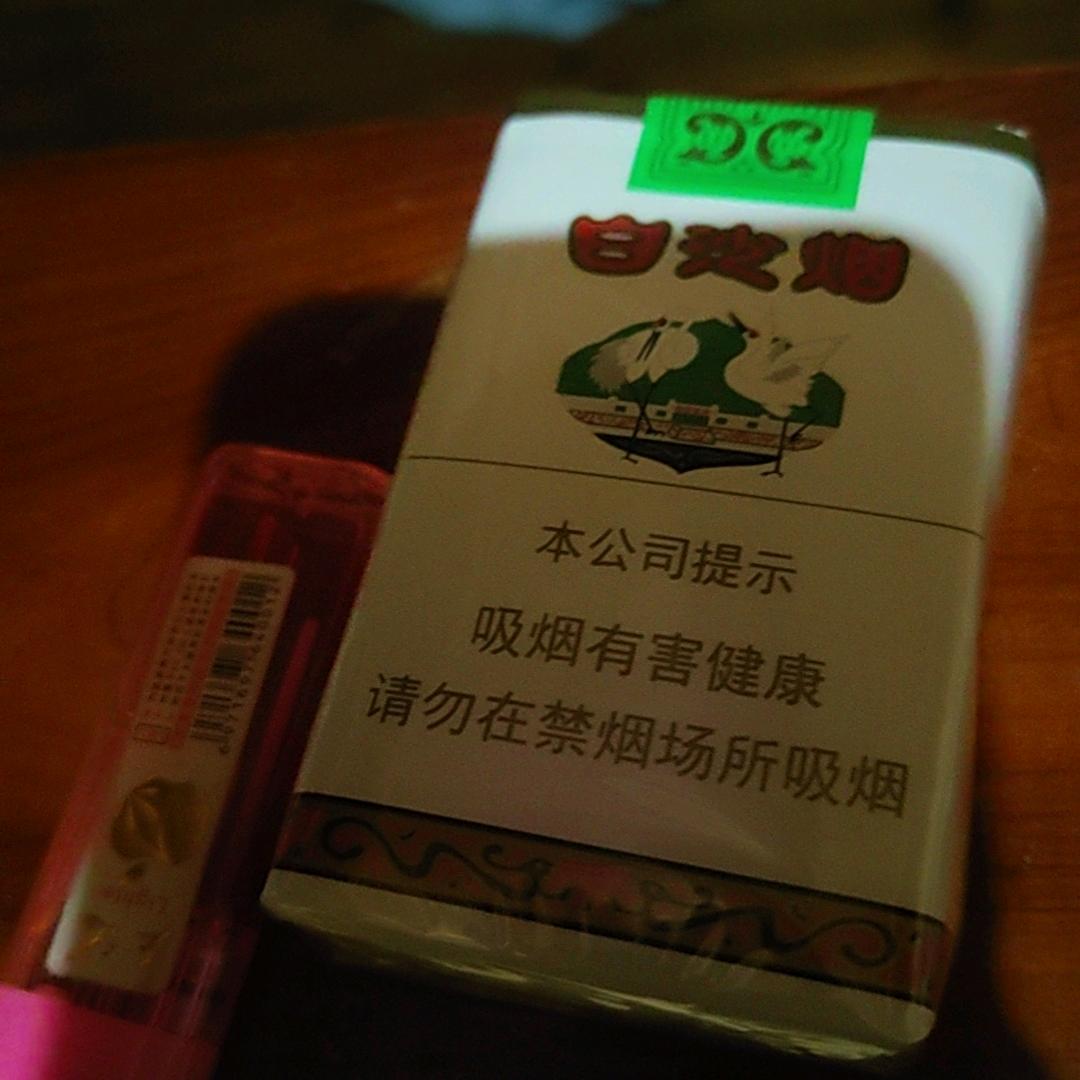 白沙烟
本公司提示
吸烟有害健康
请勿在禁烟场所吸烟
Lighter